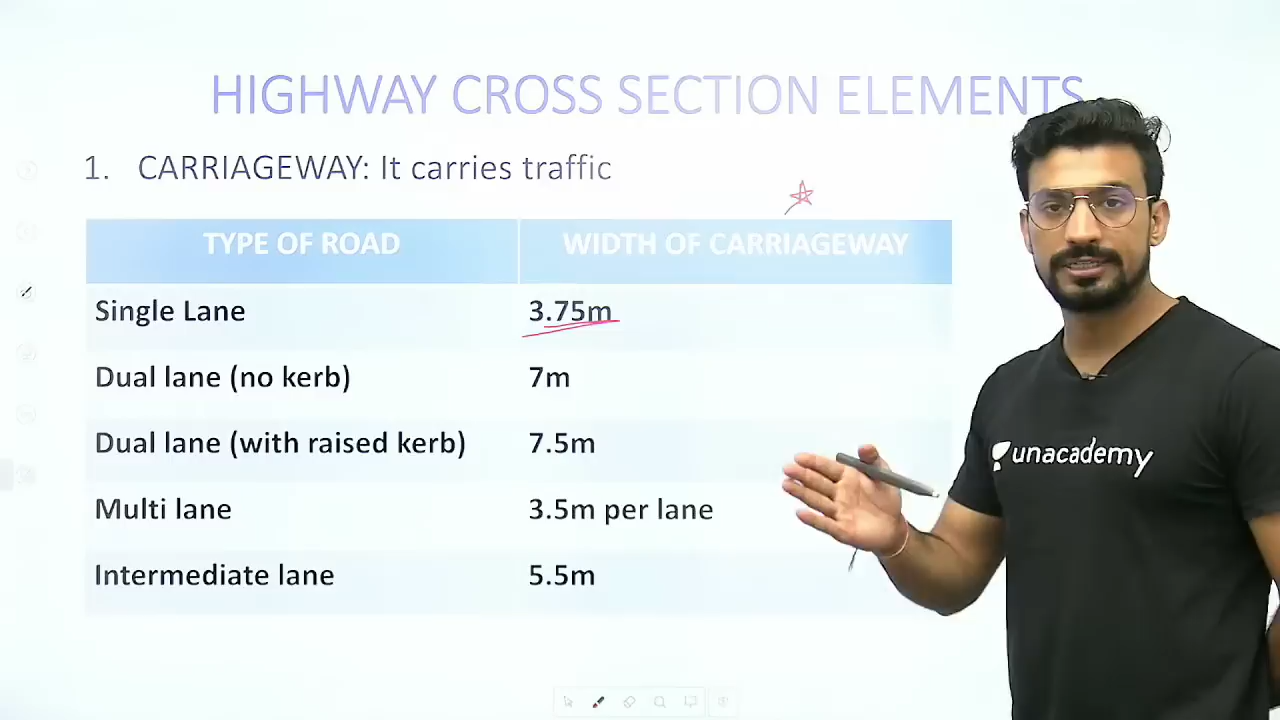 HIGHWAY CROSS SECTION ELEMENTS
1. CARRIAGEWAY: It carries traffic
TYPE OF ROAD WIDTH OF CARRIAGEWAY
Single Lane 3.75m
Dual lane (no kerb) 7m
Dual lane (with raised kerb) 7.5m
Multi lane 3.5m per lane
Intermediate lane 5.5m
unacademy